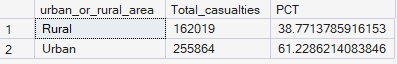 urban_or_rural_area Total_casualties PCT
1 Rural 162019 38.7713785916153
2 Urban 255864 61.2286214083846